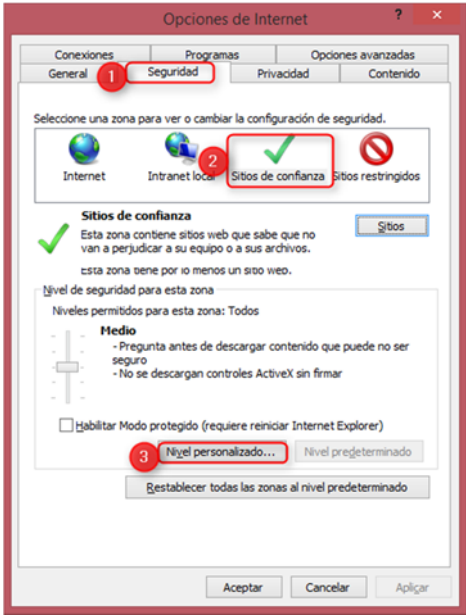 Opciones de Internet
?
×
Conexiones Programas Opciones avanzadas
General 1 Seguridad Privacidad Contenido
Seleccione una zona para ver o cambiar la configuración de seguridad.
2
Internet Intranet local Sitios de confianza Sitios restringidos
Sitios de confianza
Sitios
Esta zona contiene sitios web que sabe que no
van a perjudicar a su equipo o a sus archivos.
Esta zona tiene por lo menos un sitio web.
Nivel de seguridad para esta zona
Niveles permitidos para esta zona: Todos
Medio
- Pregunta antes de descargar contenido que puede no ser
seguro
- No se descargan controles ActiveX sin firmar
Habilitar Modo protegido (requiere reiniciar Internet Explorer)
3 Nivel personalizado... Nivel predeterminado
Restablecer todas las zonas al nivel predeterminado
Aceptar Cancelar Aplicar